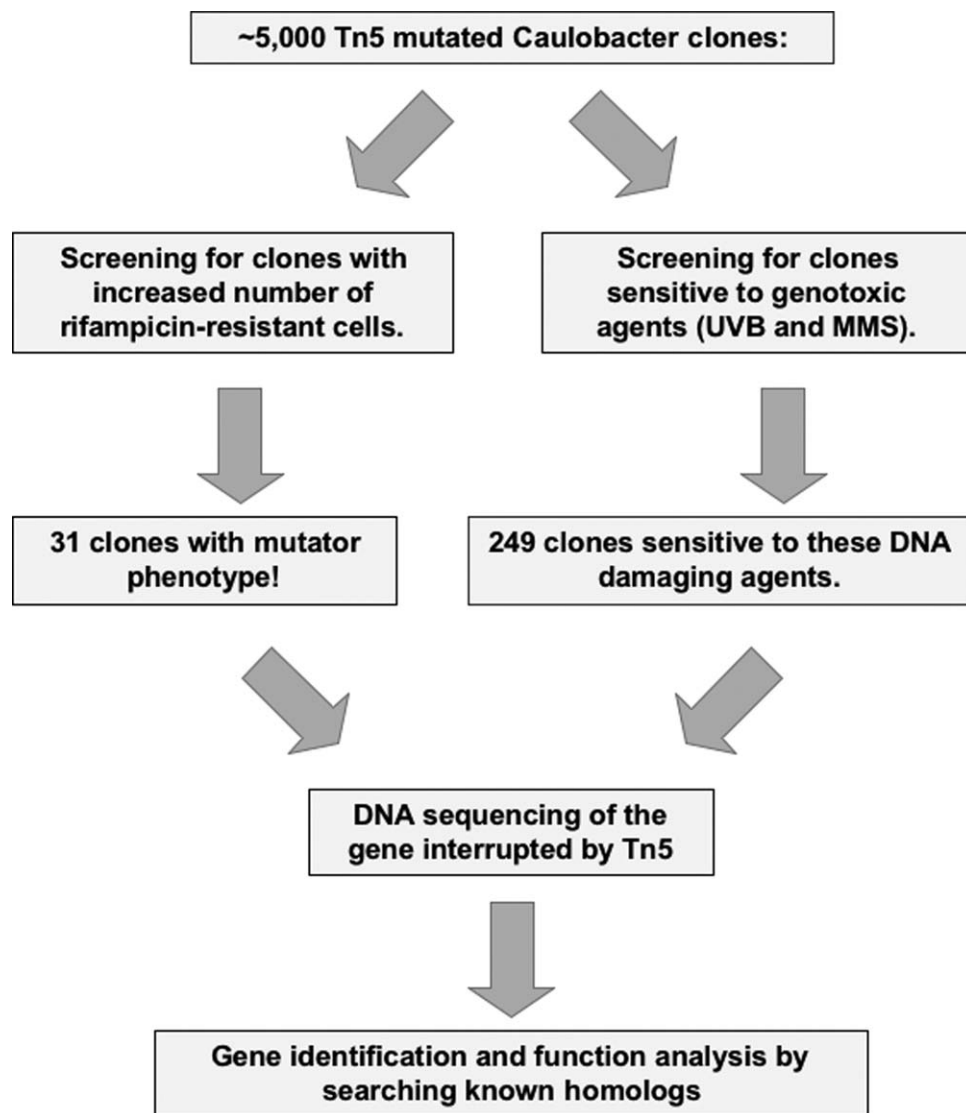 ~5,000 Tn5 mutated Caulobacter clones:
Screening for clones with
increased number of
rifampicin-resistant cells.
Screening for clones
sensitive to genotoxic
agents (UVB and MMS).
31 clones with mutator
phenotype!
249 clones sensitive to these DNA
damaging agents.
DNA sequencing of the
gene interrupted by Tn5
Gene identification and function analysis by
searching known homologs